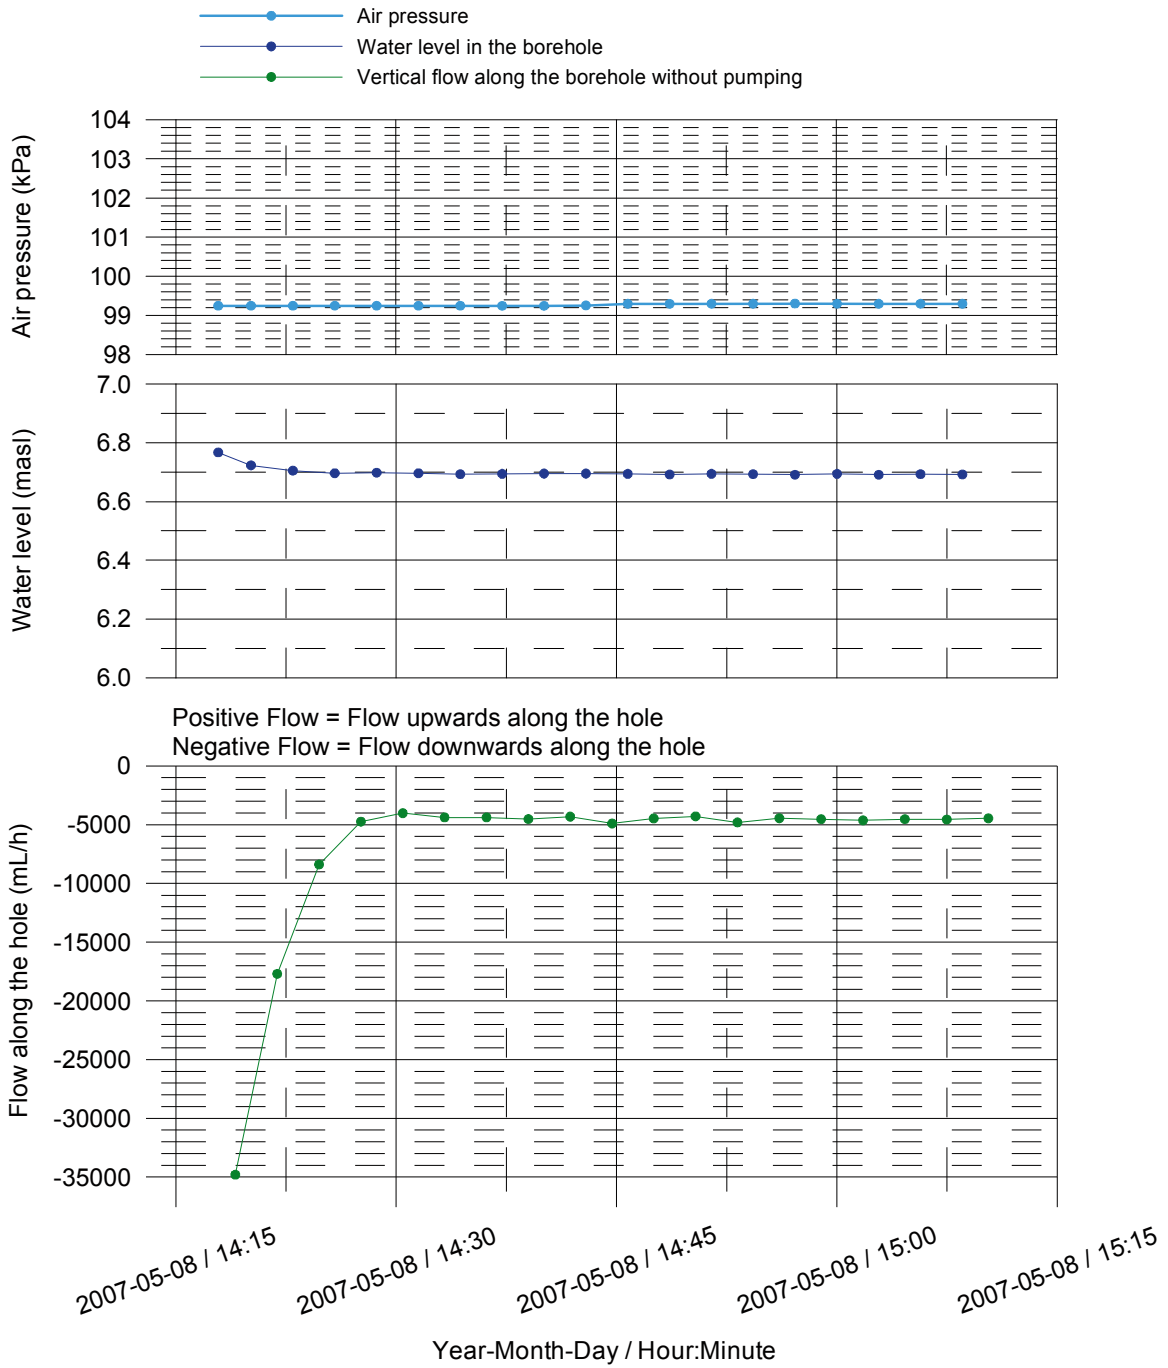 Air pressure
Water level in the borehole
Vertical flow along the borehole without pumping
Air pressure (kPa)
104
103
102
101
100
99
98
Water level (masl)
7.0
6.8
6.6
6.4
6.2
6.0
Positive Flow = Flow upwards along the hole
Negative Flow = Flow downwards along the hole
Flow along the hole (mL/h)
0
-5000
-10000
-15000
-20000
-25000
-30000
-35000
2007-05-08 / 14:15
2007-05-08 / 14:30
2007-05-08 / 14:45
2007-05-08 / 15:00
2007-05-08 / 15:15
Year-Month-Day / Hour:Minute